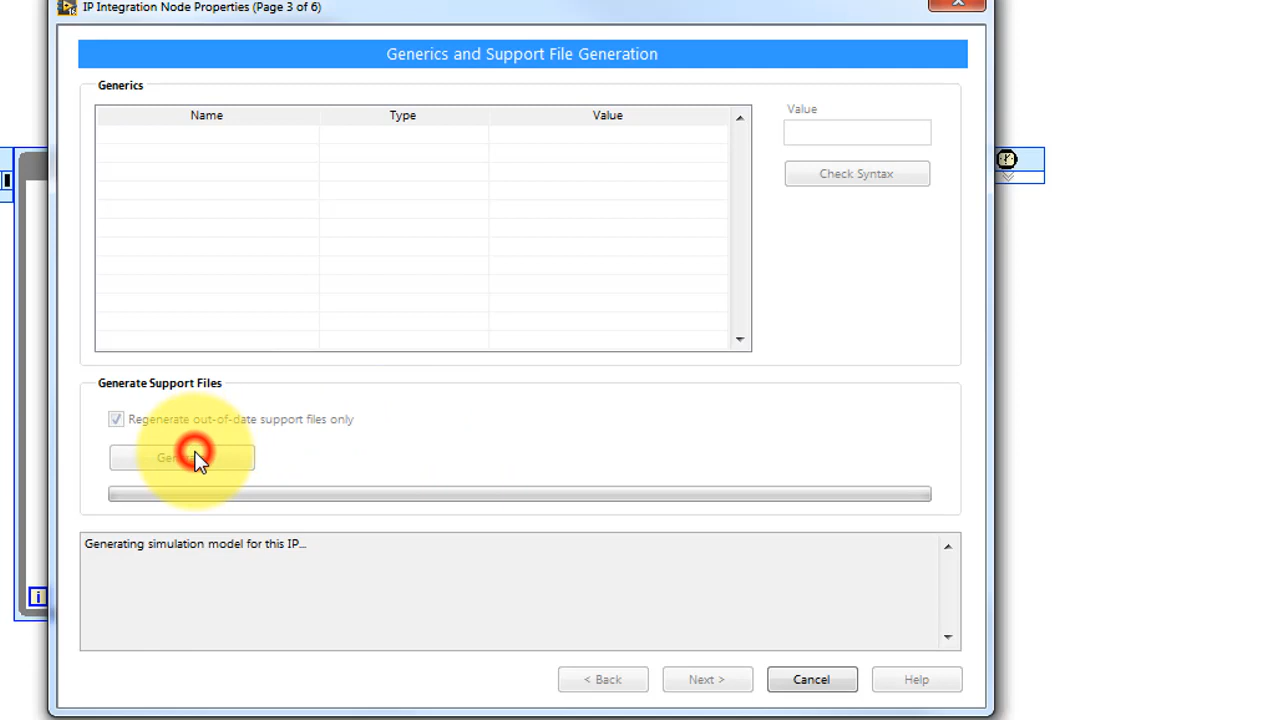 IP Integration Node Properties (Page 3 of 6)
Generics and Support File Generation
Generics
Name Type Value
Value
Check Syntax
Generate Support Files
Regenerate out-of-date support files only
Generating simulation model for this IP...
< Back Next > Cancel Help